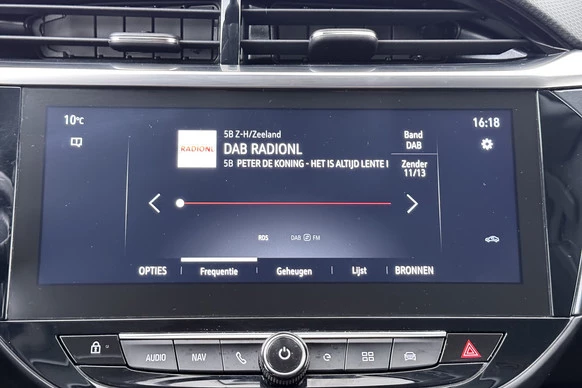 10°C
16:18
5B Z-H/Zeeland
RADIONL
DAB RADIONL
5B PETER DE KONING - HET IS ALTIJD LENTE I
Band
DAB
Zender
11/13
RDS
DAB FM
OPTIES
Frequentie
Geheugen
Lijst
BRONNEN
AUDIO
NAV